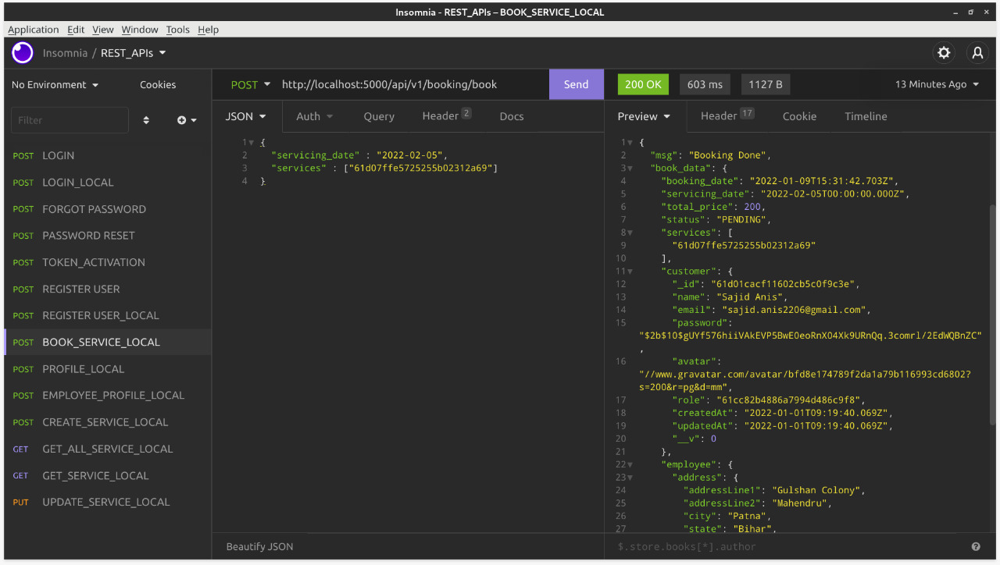 Insomnia - REST_APIs – BOOK_SERVICE_LOCAL
Application Edit View Window Tools Help
Insomnia / REST_APIs
No Environment Cookies
Filter
POST LOGIN
POST LOGIN_LOCAL
POST FORGOT PASSWORD
POST PASSWORD RESET
POST TOKEN_ACTIVATION
POST REGISTER USER
POST REGISTER USER_LOCAL
POST BOOK_SERVICE_LOCAL
POST PROFILE_LOCAL
POST EMPLOYEE_PROFILE_LOCAL
POST CREATE_SERVICE_LOCAL
GET GET_ALL_SERVICE_LOCAL
GET GET_SERVICE_LOCAL
PUT UPDATE_SERVICE_LOCAL
POST http://localhost:5000/api/v1/booking/book Send
JSON Auth Query Header 2 Docs
1 {
2 "servicing_date" : "2022-02-05",
3 "services" : ["61d07ffe5725255b02312a69"]
4 }
Beautify JSON
200 OK 603 ms 1127 B 13 Minutes Ago
Preview Header 17 Cookie Timeline
1 {
2 "msg": "Booking Done",
3 "book_data": {
4 "booking_date": "2022-01-09T15:31:42.703Z",
5 "servicing_date": "2022-02-05T00:00:00.000Z",
6 "total_price": 200,
7 "status": "PENDING",
8 "services": [
9 "61d07ffe5725255b02312a69"
10 ],
11 "customer": {
12 "_id": "61d01cacf11602cb5c0f9c3e",
13 "name": "Sajid Anis",
14 "email": "sajid.anis2206@gmail.com",
15 "password":
"$2b$10$gUYf576hiiVAkEVP5BwE0eoRnX04Xk9URnQq.3comrl/2EdWQBnZC"
,
16 "avatar":
"//www.gravatar.com/avatar/bfd8e174789f2da1a79b116993cd6802?
s=200&r=pg&d=mm",
17 "role": "61cc82b4886a7994d486c9f8",
18 "createdAt": "2022-01-01T09:19:40.069Z",
19 "updatedAt": "2022-01-01T09:19:40.069Z",
20 "__v": 0
21 },
22 "employee": {
23 "address": {
24 "addressLine1": "Gulshan Colony",
25 "addressLine2": "Mahendru",
26 "city": "Patna",
27 "state": "Bihar",
$.store.books[*].author